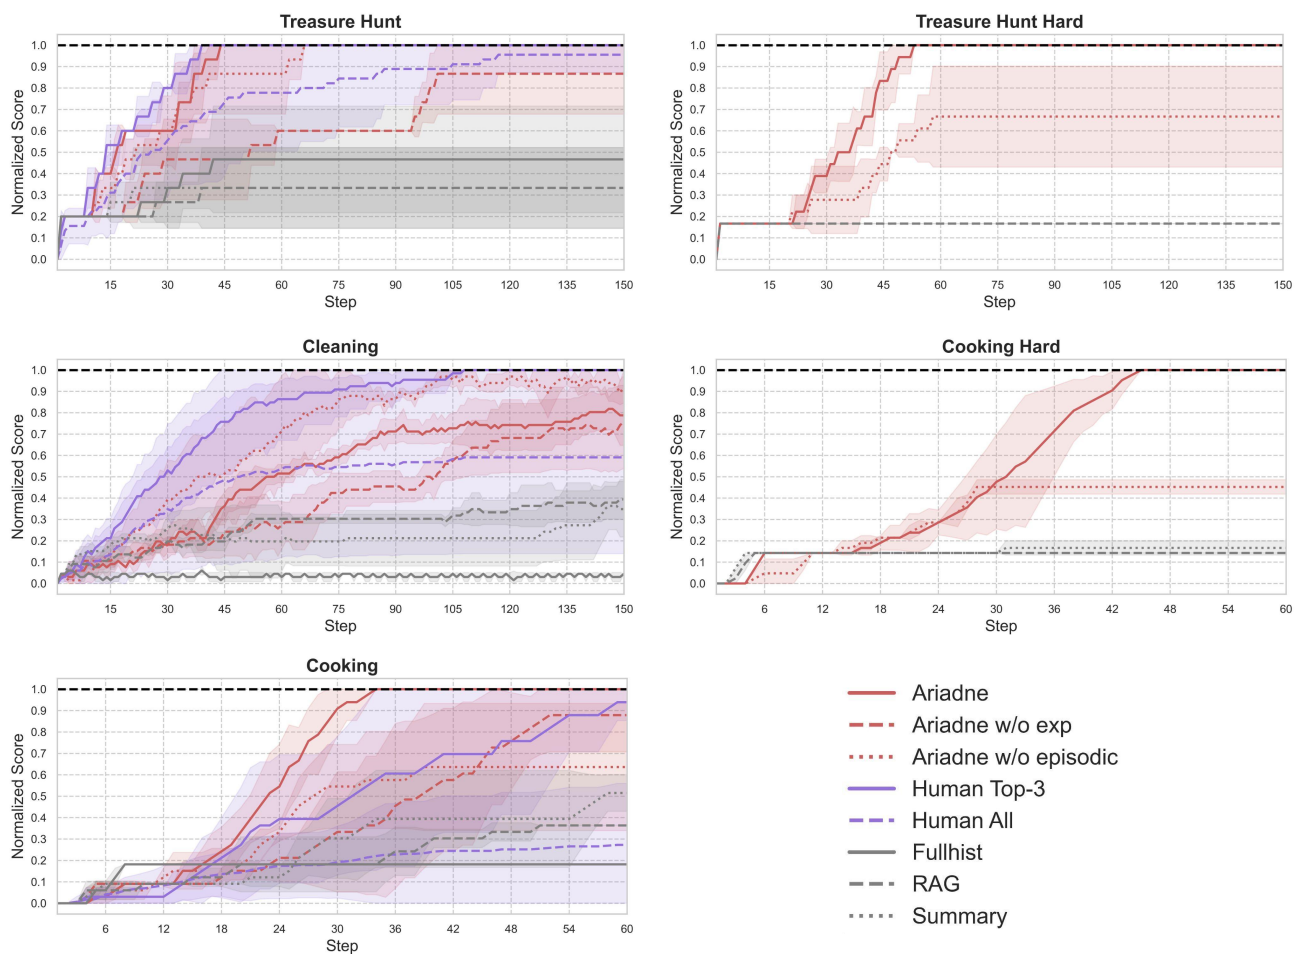 Treasure Hunt
Normalized Score
1.0
0.9
0.8
0.7
0.6
0.5
0.4
0.3
0.2
0.1
0.0
15 30 45 60 75 90 105 120 135 150
Step
Treasure Hunt Hard
Normalized Score
1.0
0.9
0.8
0.7
0.6
0.5
0.4
0.3
0.2
0.1
0.0
15 30 45 60 75 90 105 120 135 150
Step
Cleaning
Normalized Score
1.0
0.9
0.8
0.7
0.6
0.5
0.4
0.3
0.2
0.1
0.0
15 30 45 60 75 90 105 120 135 150
Step
Cooking Hard
Normalized Score
1.0
0.9
0.8
0.7
0.6
0.5
0.4
0.3
0.2
0.1
0.0
6 12 18 24 30 36 42 48 54 60
Step
Cooking
Normalized Score
1.0
0.9
0.8
0.7
0.6
0.5
0.4
0.3
0.2
0.1
0.0
6 12 18 24 30 36 42 48 54 60
Step
Ariadne
Ariadne w/o exp
Ariadne w/o episodic
Human Top-3
Human All
Fullhist
RAG
Summary